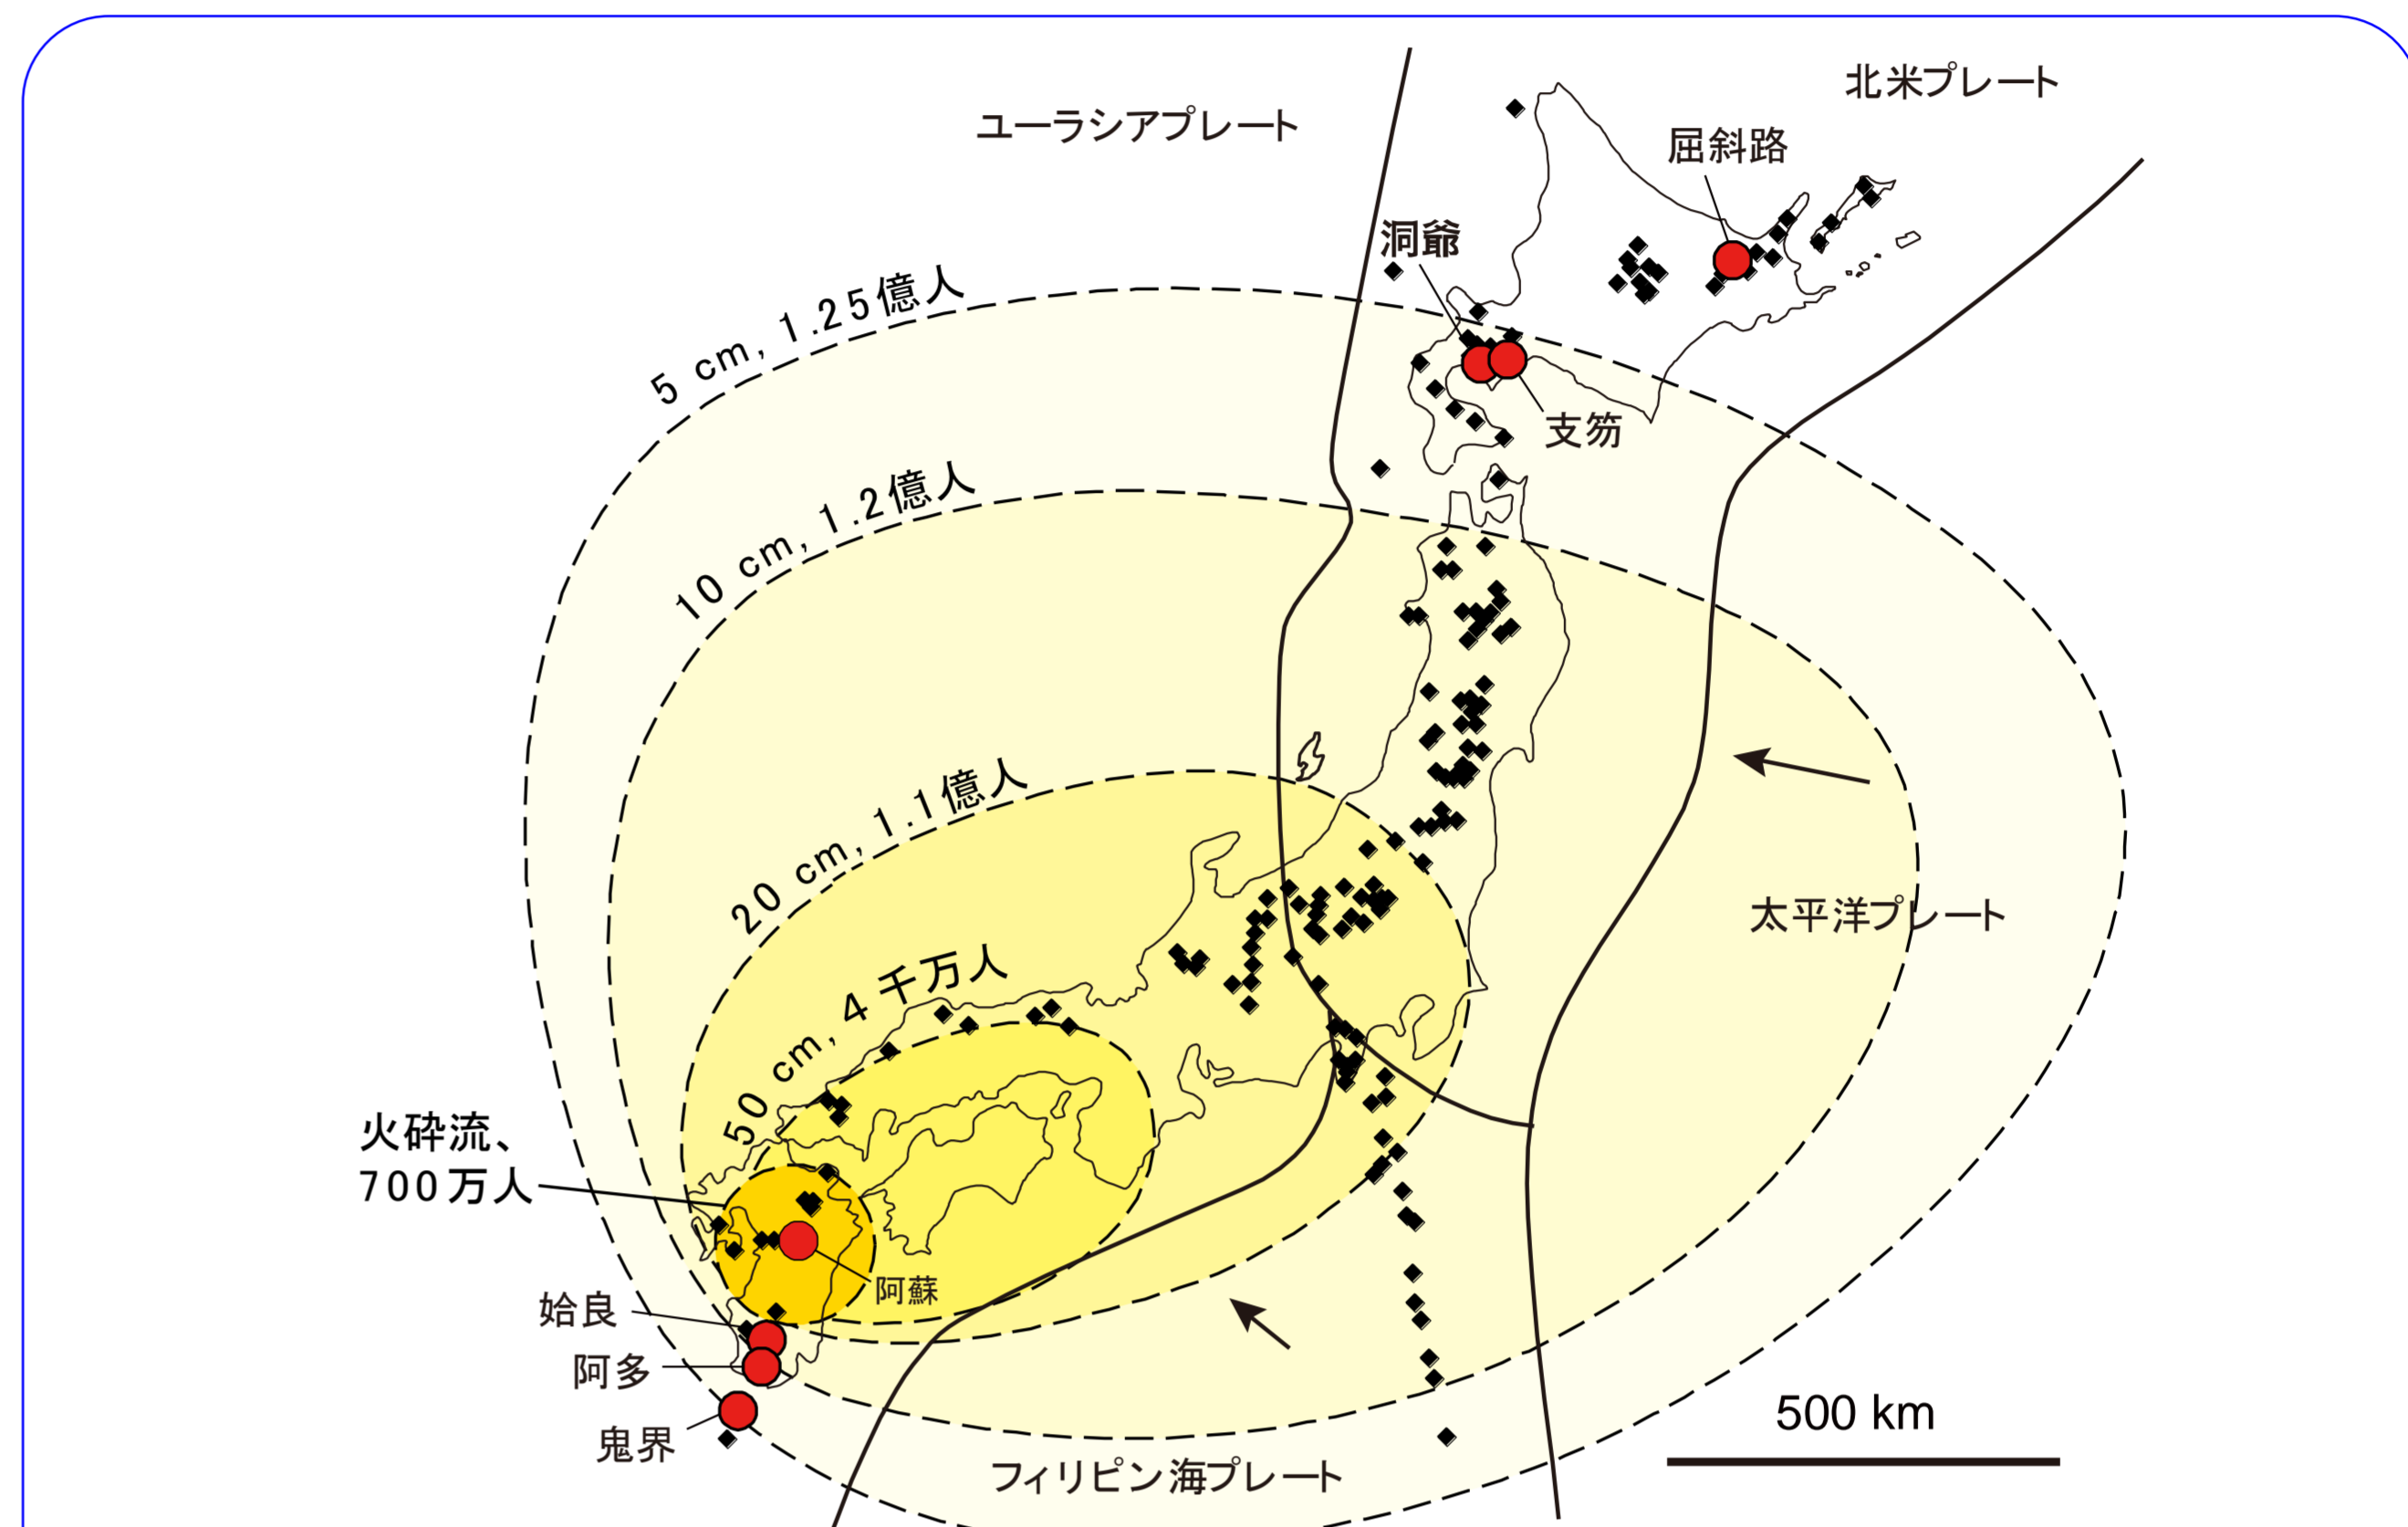 北米プレート
ユーラシアプレート
屈斜路
洞爺
5 cm, 1.25億人
支笏
10 cm, 1.2億人
20 cm, 1.1億人
太平洋プレート
50 cm, 4千万人
火砕流、
700万人
阿蘇
姶良
阿多
500 km
鬼界
フィリピン海プレート